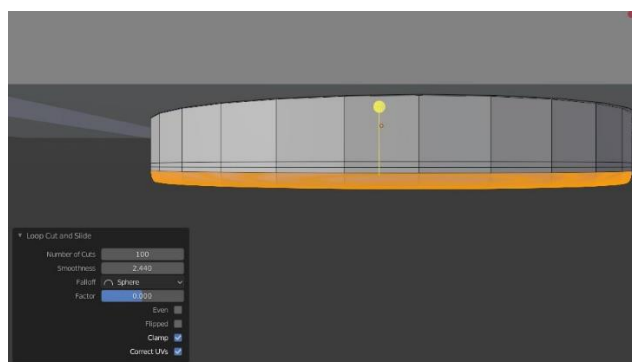 Loop Cut and Slide
Number of Cuts 100
Smoothness 2.440
Falloff Sphere
Factor 0.000
Even
Flipped
Clamp
Correct UVs